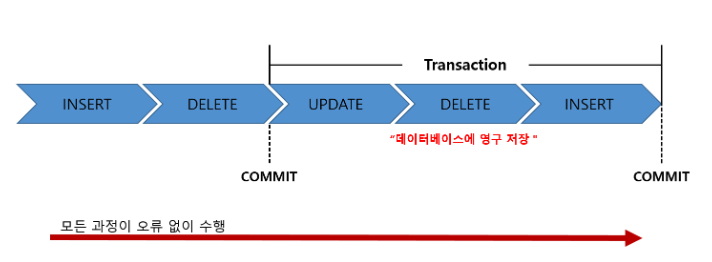 Transaction
INSERT DELETE UPDATE DELETE INSERT
“데이터베이스에 영구 저장 "
COMMIT COMMIT
모든 과정이 오류 없이 수행